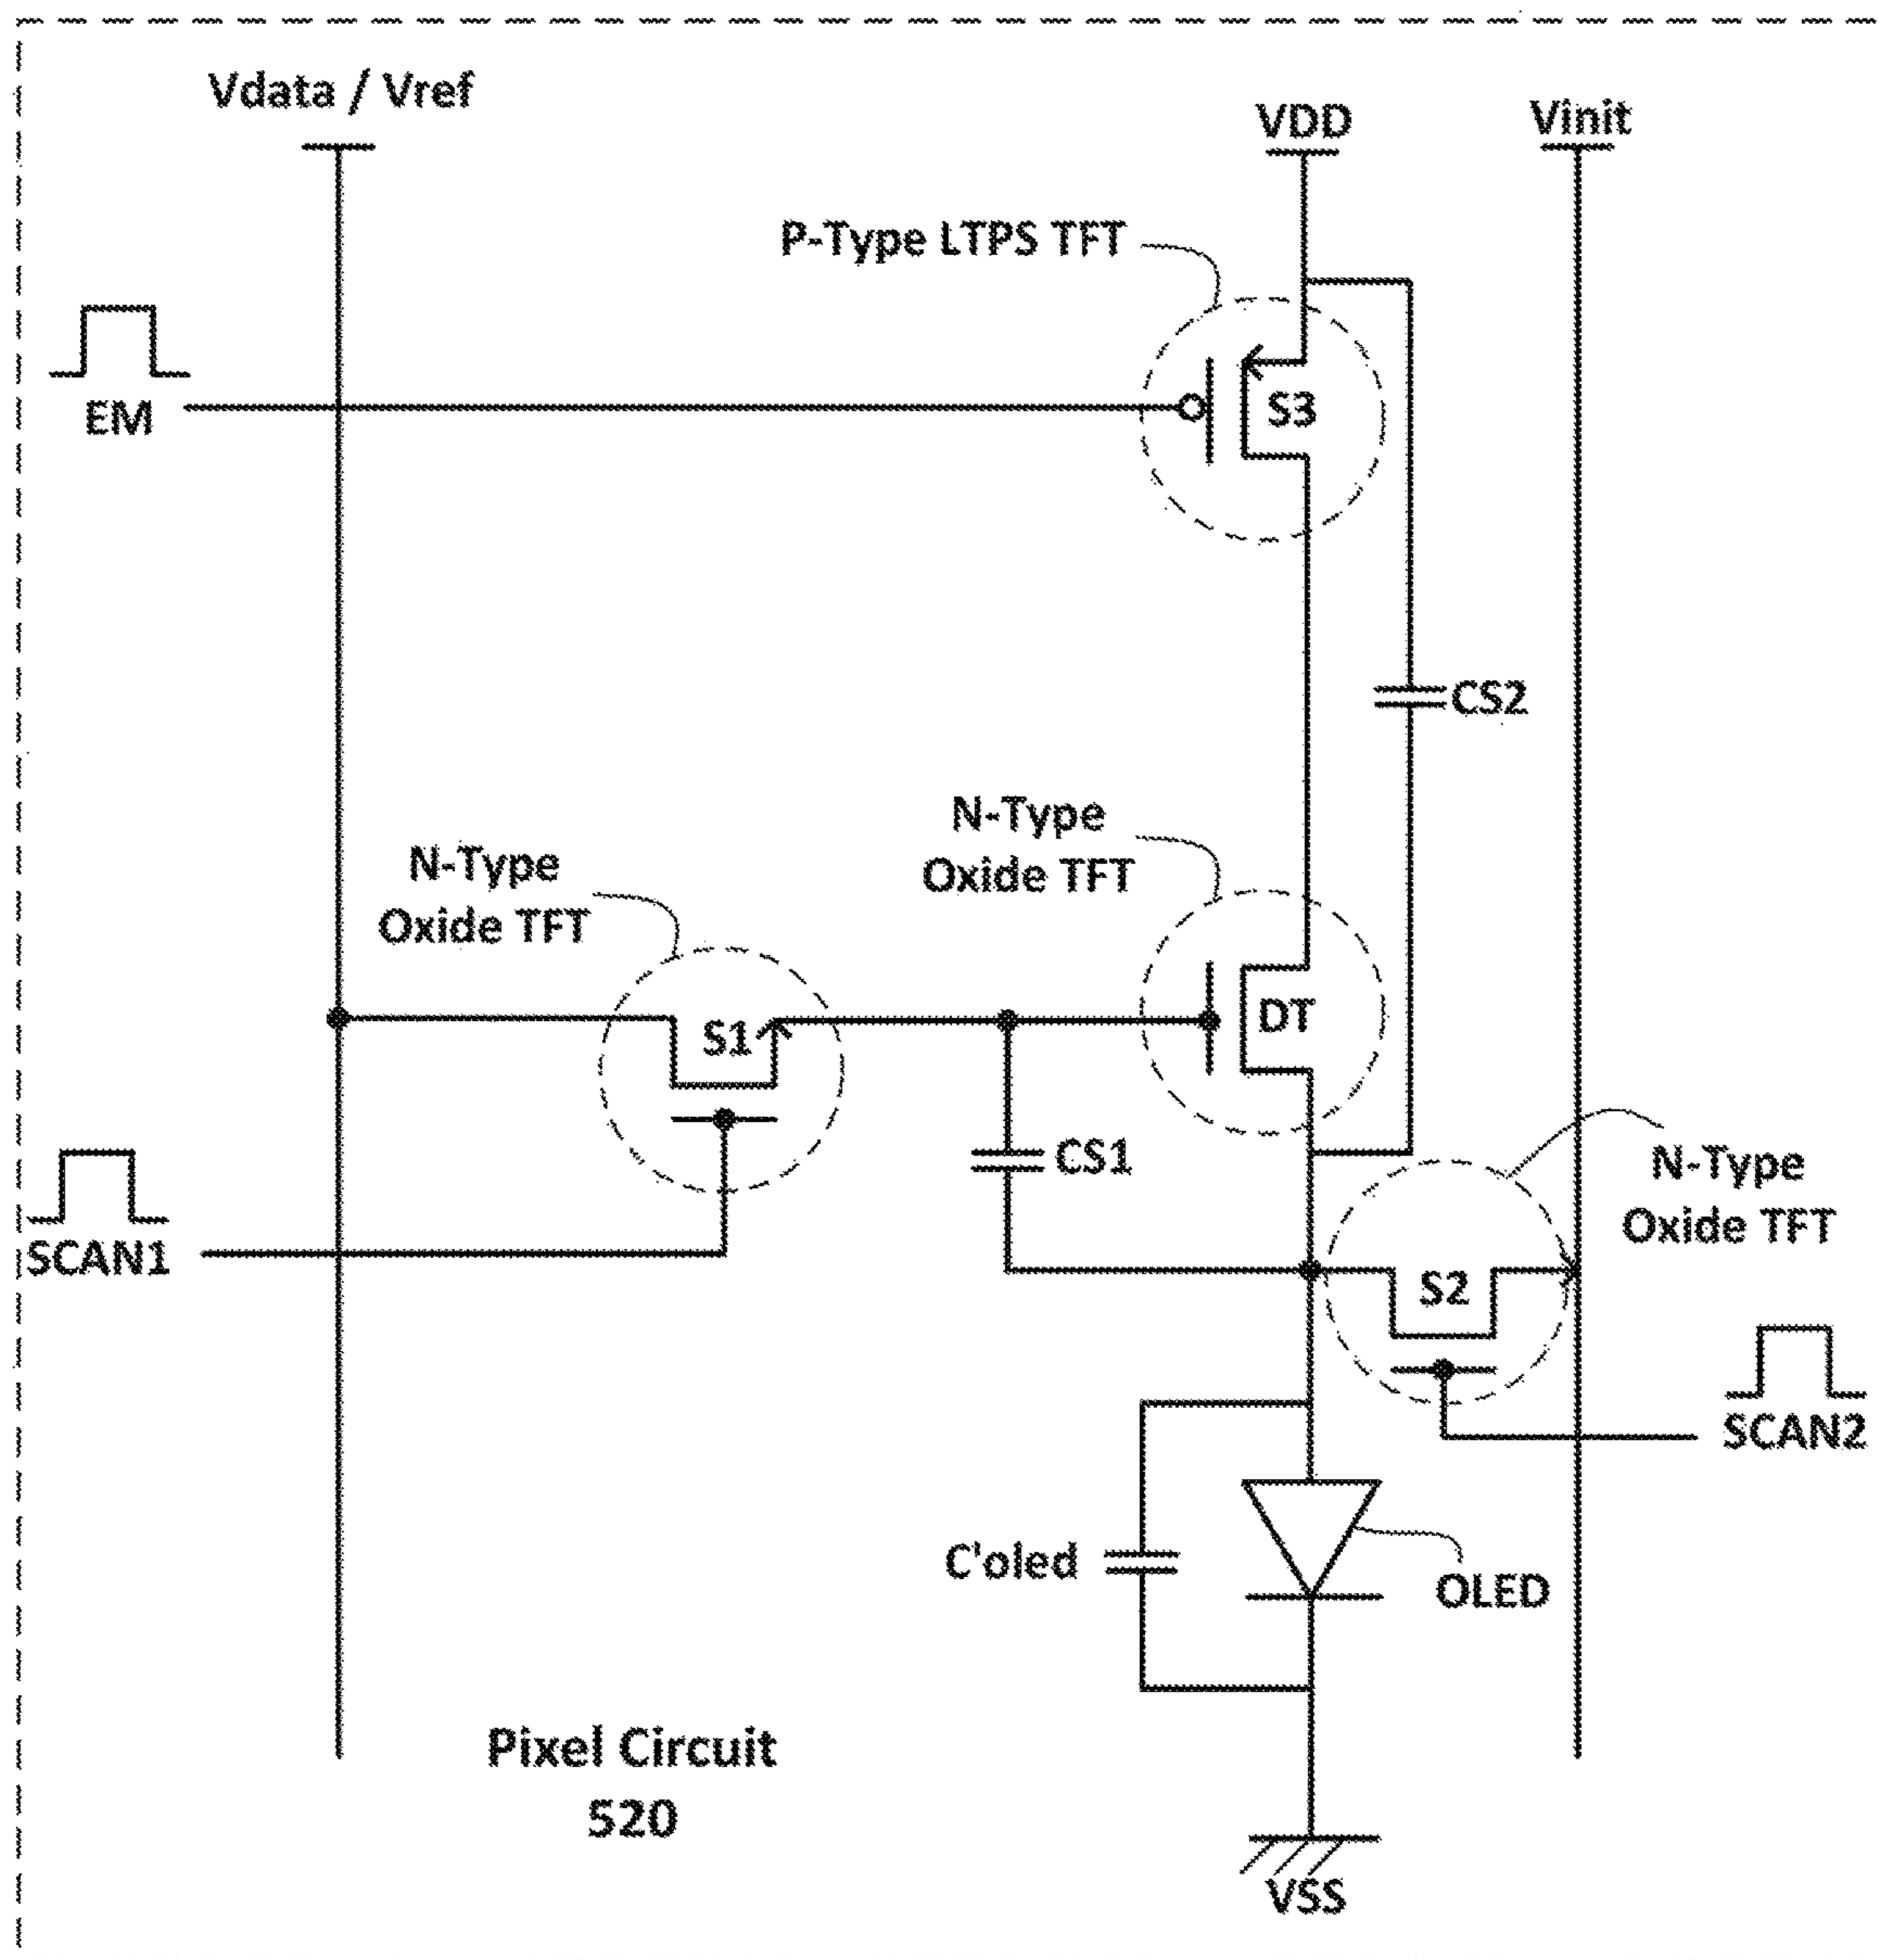 Vdata / Vref
VDD
Vinit
P-Type LTPS TFT
EM
S3
CS2
N-Type
Oxide TFT
N-Type
Oxide TFT
S1
DT
CS1
N-Type
Oxide TFT
SCAN1
S2
SCAN2
C'oled
OLED
Pixel Circuit
520
VSS